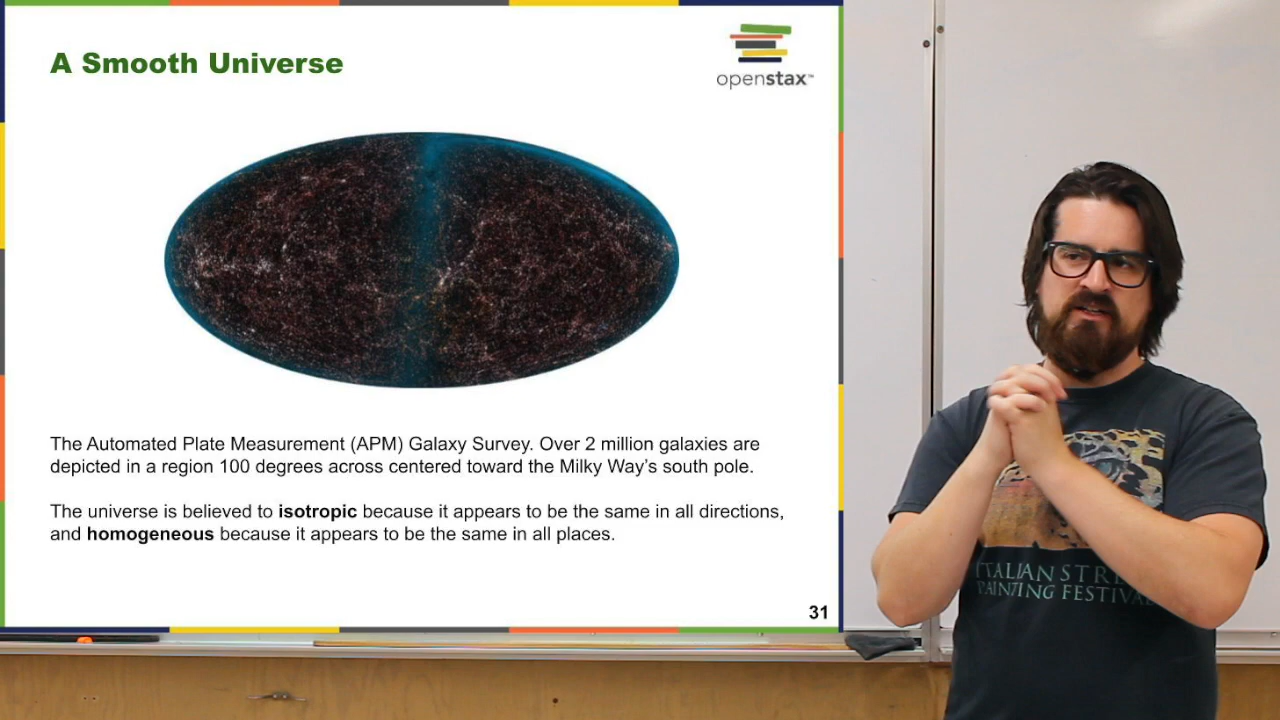 A Smooth Universe
openstax™
The Automated Plate Measurement (APM) Galaxy Survey. Over 2 million galaxies are
depicted in a region 100 degrees across centered toward the Milky Way’s south pole.
The universe is believed to isotropic because it appears to be the same in all directions,
and homogeneous because it appears to be the same in all places.
31
ITALIAN STRE
PAINTING FESTIVAL